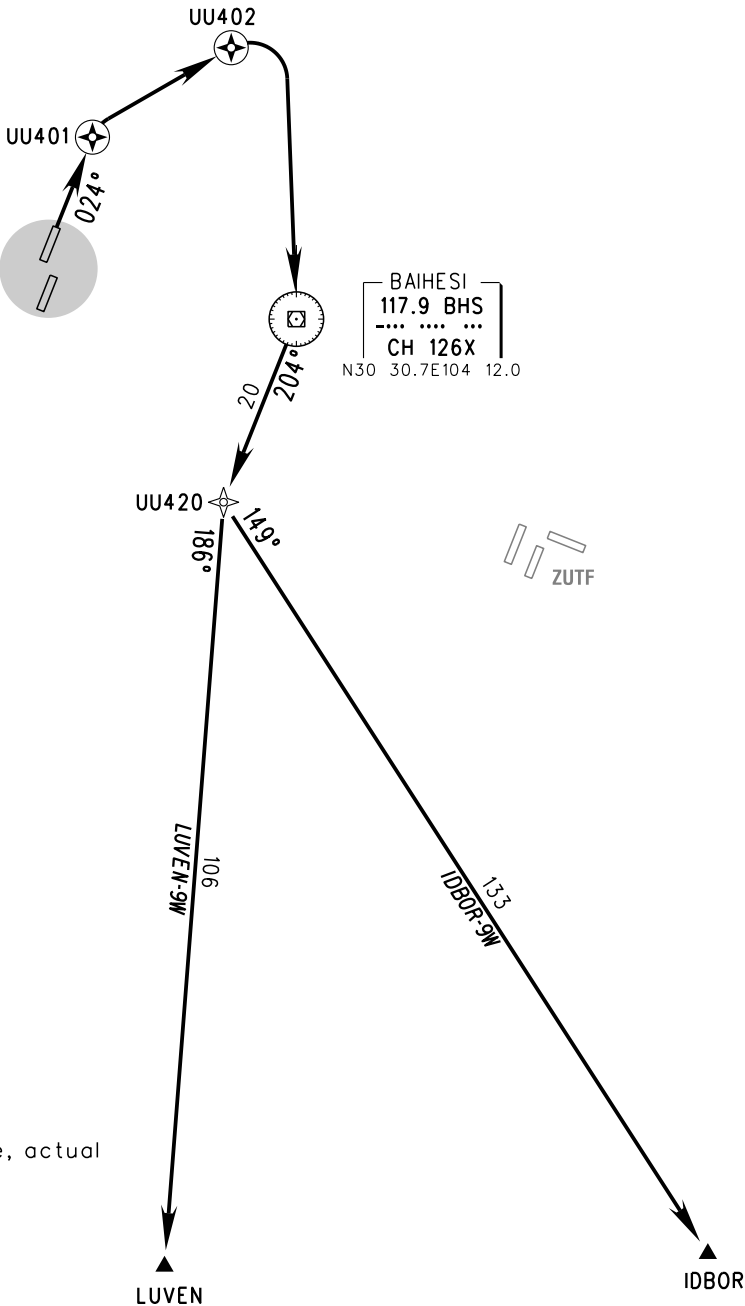 UU402
UU401
024°
BAIHESI
117.9 BHS
CH 126X
N30 30.7E104 12.0
204°
20
UU420
149°
186°
ZUTF
LUVEN-9W
106
133
IDBOR-9W
e, actual
LUVEN
IDBOR